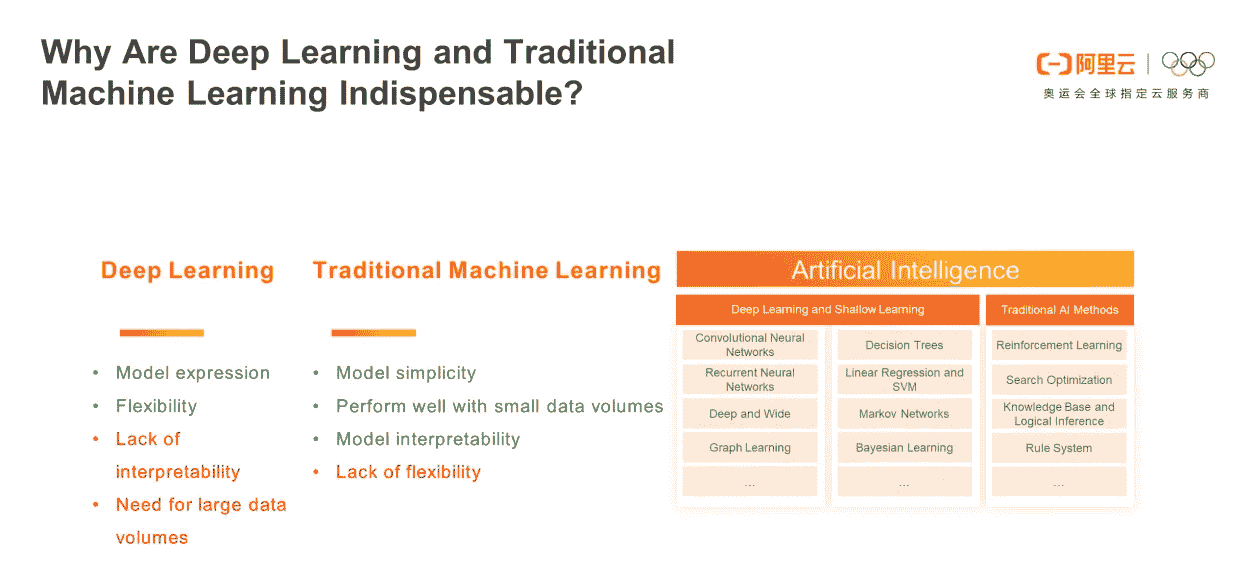 Why Are Deep Learning and Traditional
Machine Learning Indispensable?
阿里云
奥运会全球指定云服务商
Deep Learning
• Model expression
• Flexibility
• Lack of
interpretability
• Need for large data
volumes
Traditional Machine Learning
• Model simplicity
• Perform well with small data volumes
• Model interpretability
• Lack of flexibility
Artificial Intelligence
Deep Learning and Shallow Learning
Convolutional Neural
Networks
Recurrent Neural
Networks
Deep and Wide
Graph Learning
...
Decision Trees
Linear Regression and
SVM
Markov Networks
Bayesian Learning
...
Traditional AI Methods
Reinforcement Learning
Search Optimization
Knowledge Base and
Logical Inference
Rule System
...